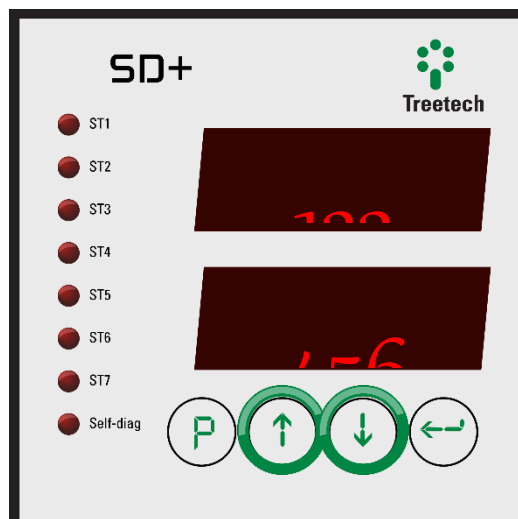 SD+
Treetech
ST1
ST2
ST3
ST4
ST5
ST6
ST7
Self-diag
P